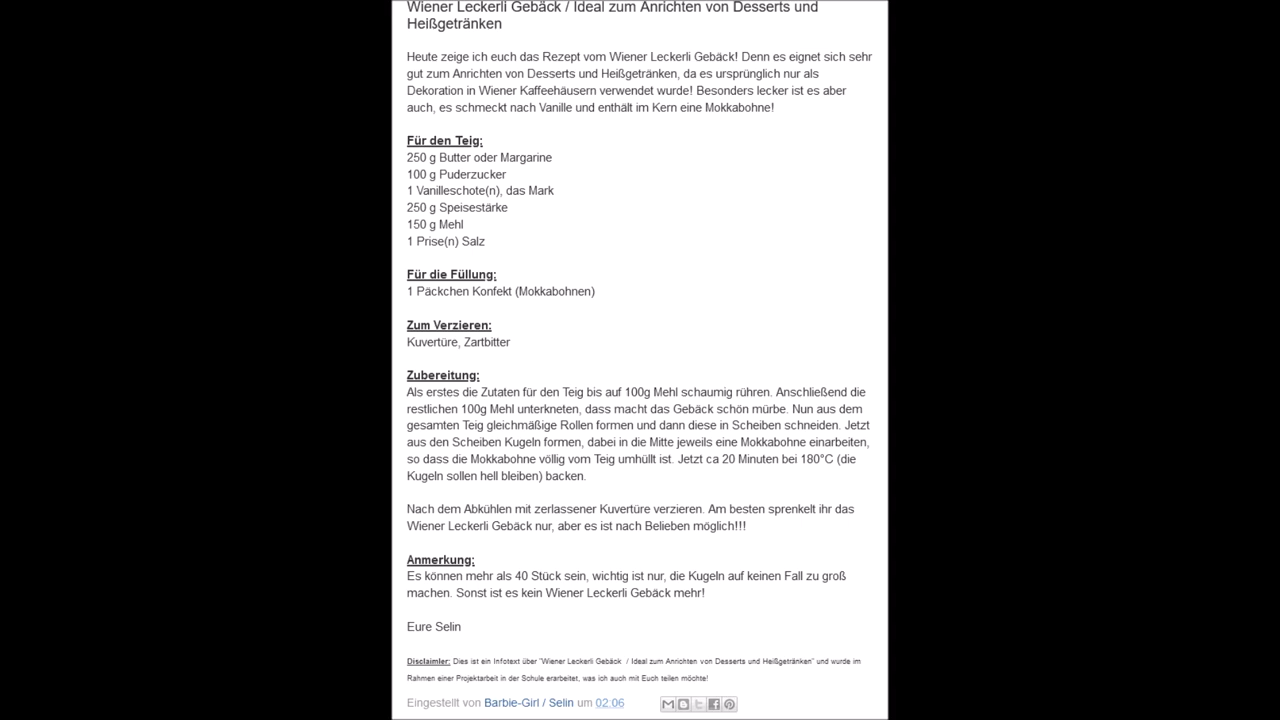 Wiener Leckerli Gebäck / Ideal zum Anrichten von Desserts und
Heißgetränken
Heute zeige ich euch das Rezept vom Wiener Leckerli Gebäck! Denn es eignet sich sehr
gut zum Anrichten von Desserts und Heißgetränken, da es ursprünglich nur als
Dekoration in Wiener Kaffeehäusern verwendet wurde! Besonders lecker ist es aber
auch, es schmeckt nach Vanille und enthält im Kern eine Mokkabohne!
Für den Teig:
250 g Butter oder Margarine
100 g Puderzucker
1 Vanilleschote(n), das Mark
250 g Speisestärke
150 g Mehl
1 Prise(n) Salz
Für die Füllung:
1 Päckchen Konfekt (Mokkabohnen)
Zum Verzieren:
Kuvertüre, Zartbitter
Zubereitung:
Als erstes die Zutaten für den Teig bis auf 100g Mehl schaumig rühren. Anschließend die
restlichen 100g Mehl unterkneten, dass macht das Gebäck schön mürbe. Nun aus dem
gesamten Teig gleichmäßige Rollen formen und dann diese in Scheiben schneiden. Jetzt
aus den Scheiben Kugeln formen, dabei in die Mitte jeweils eine Mokkabohne einarbeiten,
so dass die Mokkabohne völlig vom Teig umhüllt ist. Jetzt ca 20 Minuten bei 180°C (die
Kugeln sollen hell bleiben) backen.
Nach dem Abkühlen mit zerlassener Kuvertüre verzieren. Am besten sprenkelt ihr das
Wiener Leckerli Gebäck nur, aber es ist nach Belieben möglich!!!
Anmerkung:
Es können mehr als 40 Stück sein, wichtig ist nur, die Kugeln auf keinen Fall zu groß
machen. Sonst ist es kein Wiener Leckerli Gebäck mehr!
Eure Selin
Disclaimler: Dies ist ein Infotext über "Wiener Leckerli Gebäck / Ideal zum Anrichten von Desserts und Heißgetränken" und wurde im
Rahmen einer Projektarbeit in der Schule erarbeitet, was ich auch mit Euch teilen möchte!
Eingestellt von Barbie-Girl / Selin um 02:06